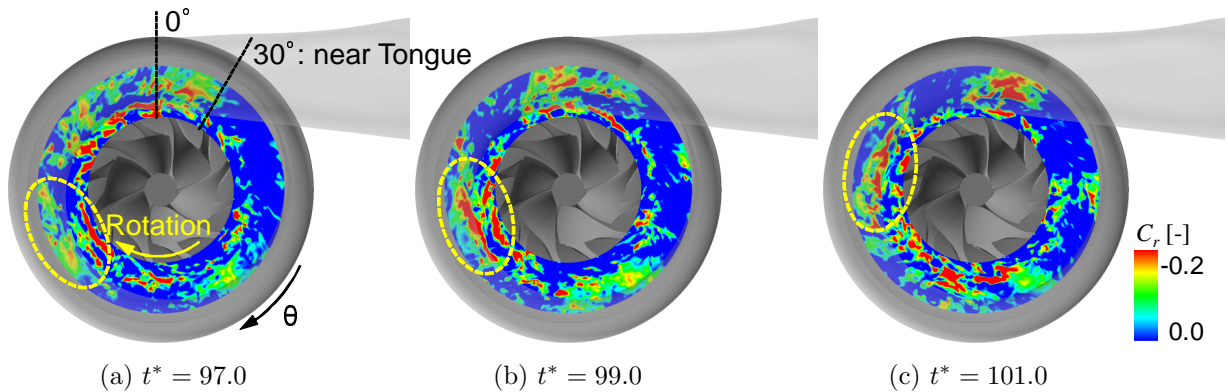 0°
30°: near Tongue
Rotation
θ
C_r [-]
-0.2
0.0
(a) t* = 97.0
(b) t* = 99.0
(c) t* = 101.0